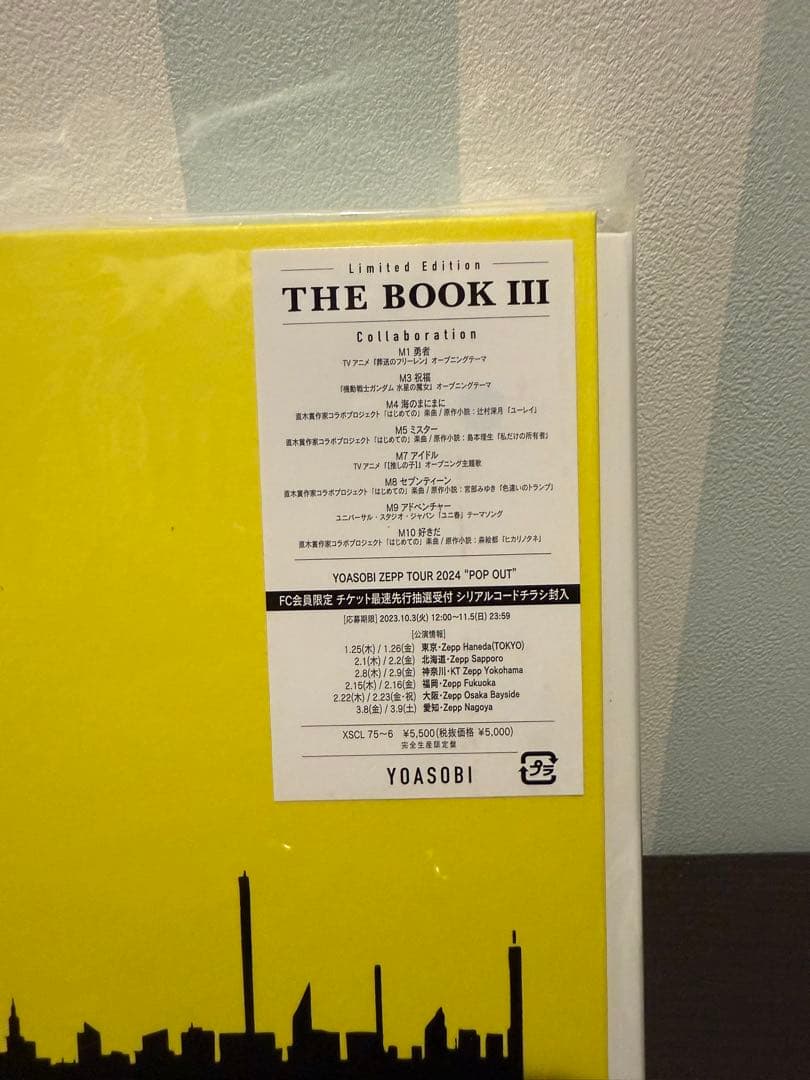 Limited Edition
THE BOOK III
Collaboration
M1 勇者
TVアニメ「葬送のフリーレン」オープニングテーマ
M3 祝福
「機動戦士ガンダム 水星の魔女」オープニングテーマ
M4 海のまにまに
直木賞作家コラボプロジェクト「はじめての」楽曲 / 原作小説：辻村深月「ユーレイ」
M5 ミスター
直木賞作家コラボプロジェクト「はじめての」楽曲 / 原作小説：島本理生「私だけの所有者」
M7 アイドル
TVアニメ「【推しの子】」オープニング主題歌
M8 セブンティーン
直木賞作家コラボプロジェクト「はじめての」楽曲 / 原作小説：宮部みゆき「色違いのトランプ」
M9 アドベンチャー
ユニバーサル・スタジオ・ジャパン「ユニ春」テーマソング
M10 好きだ
直木賞作家コラボプロジェクト「はじめての」楽曲 / 原作小説：森絵都「ヒカリノタネ」
YOASOBI ZEPP TOUR 2024 "POP OUT"
FC会員限定 チケット最速先行抽選受付 シリアルコードチラシ封入
[応募期限] 2023.10.3(火) 12:00〜11.5(日) 23:59
[公演情報]
1.25(木) / 1.26(金) 東京・Zepp Haneda(TOKYO)
2.1(木) / 2.2(金) 北海道・Zepp Sapporo
2.8(木) / 2.9(金) 神奈川・KT Zepp Yokohama
2.15(木) / 2.16(金) 福岡・Zepp Fukuoka
2.22(木) / 2.23(金・祝) 大阪・Zepp Osaka Bayside
3.8(金) / 3.9(土) 愛知・Zepp Nagoya
XSCL 75〜6 ¥5,500(税抜価格 ¥5,000)
完全生産限定盤
YOASOBI
プラ